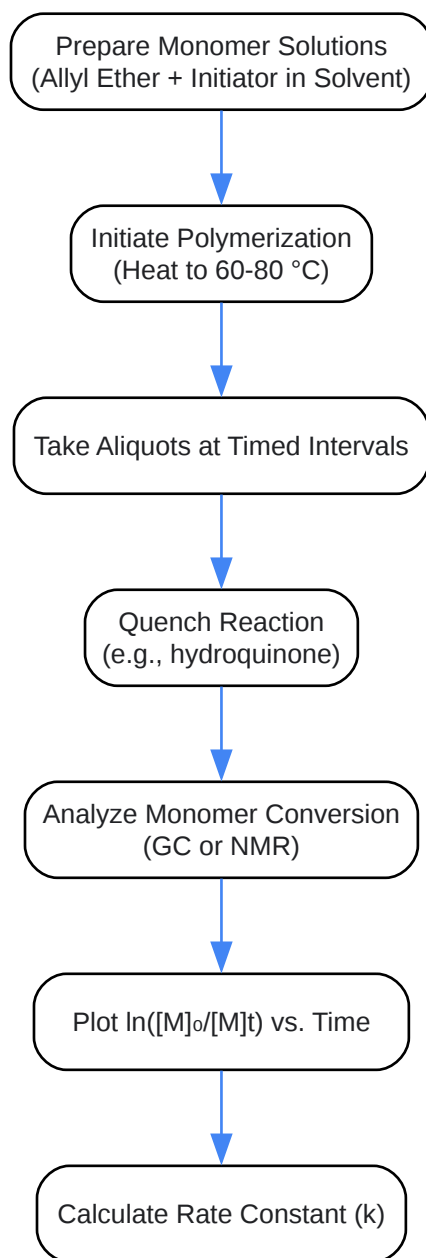 Prepare Monomer Solutions
(Allyl Ether + Initiator in Solvent)
Initiate Polymerization
(Heat to 60-80 °C)
Take Aliquots at Timed Intervals
Quench Reaction
(e.g., hydroquinone)
Analyze Monomer Conversion
(GC or NMR)
Plot ln([M]₀/[M]t) vs. Time
Calculate Rate Constant (k)